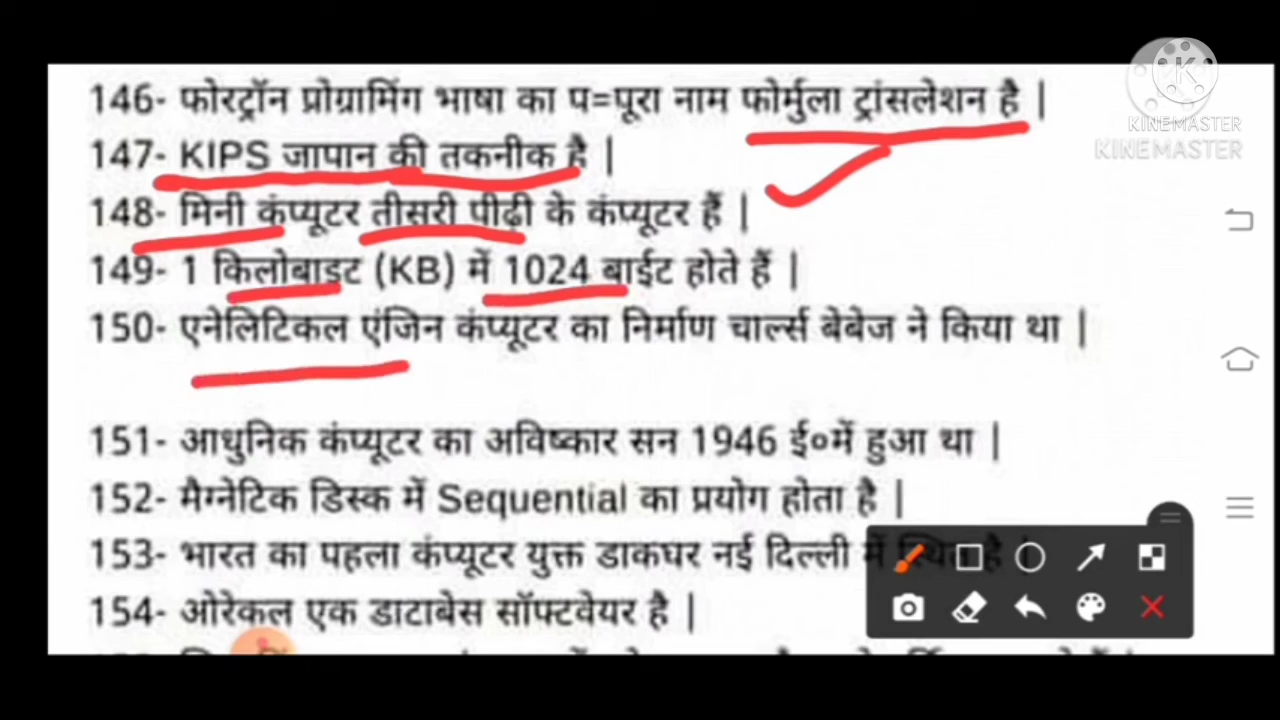 146- फोरट्रॉन प्रोग्रामिंग भाषा का प=पूरा नाम फोर्मुला ट्रांसलेशन है |
147- KIPS जापान की तकनीक है |
148- मिनी कंप्यूटर तीसरी पीढ़ी के कंप्यूटर हैं |
149- 1 किलोबाइट (KB) में 1024 बाईट होते हैं |
150- एनेलिटिकल एंजिन कंप्यूटर का निर्माण चार्ल्स बेबेज ने किया था |
151- आधुनिक कंप्यूटर का अविष्कार सन 1946 ई०में हुआ था |
152- मैग्नेटिक डिस्क में Sequential का प्रयोग होता है |
153- भारत का पहला कंप्यूटर युक्त डाकघर नई दिल्ली में स्थित है |
154- ओरेकल एक डाटाबेस सॉफ्टवेयर है |
KINEMASTER
KINEMASTER